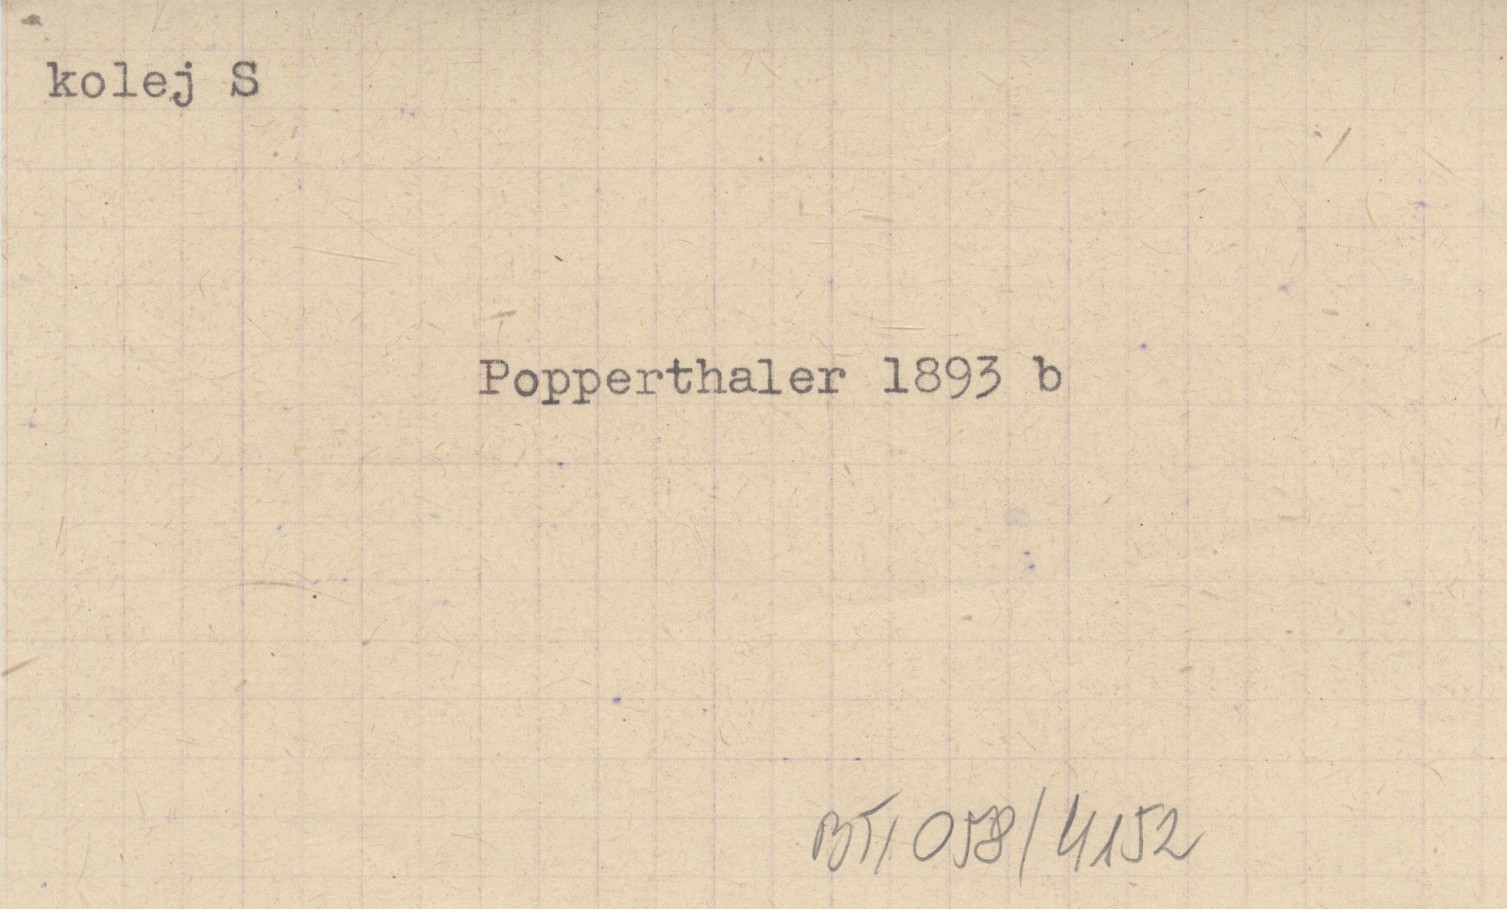 kolej S
Popperthaler 1893 b
BT, 058/4152